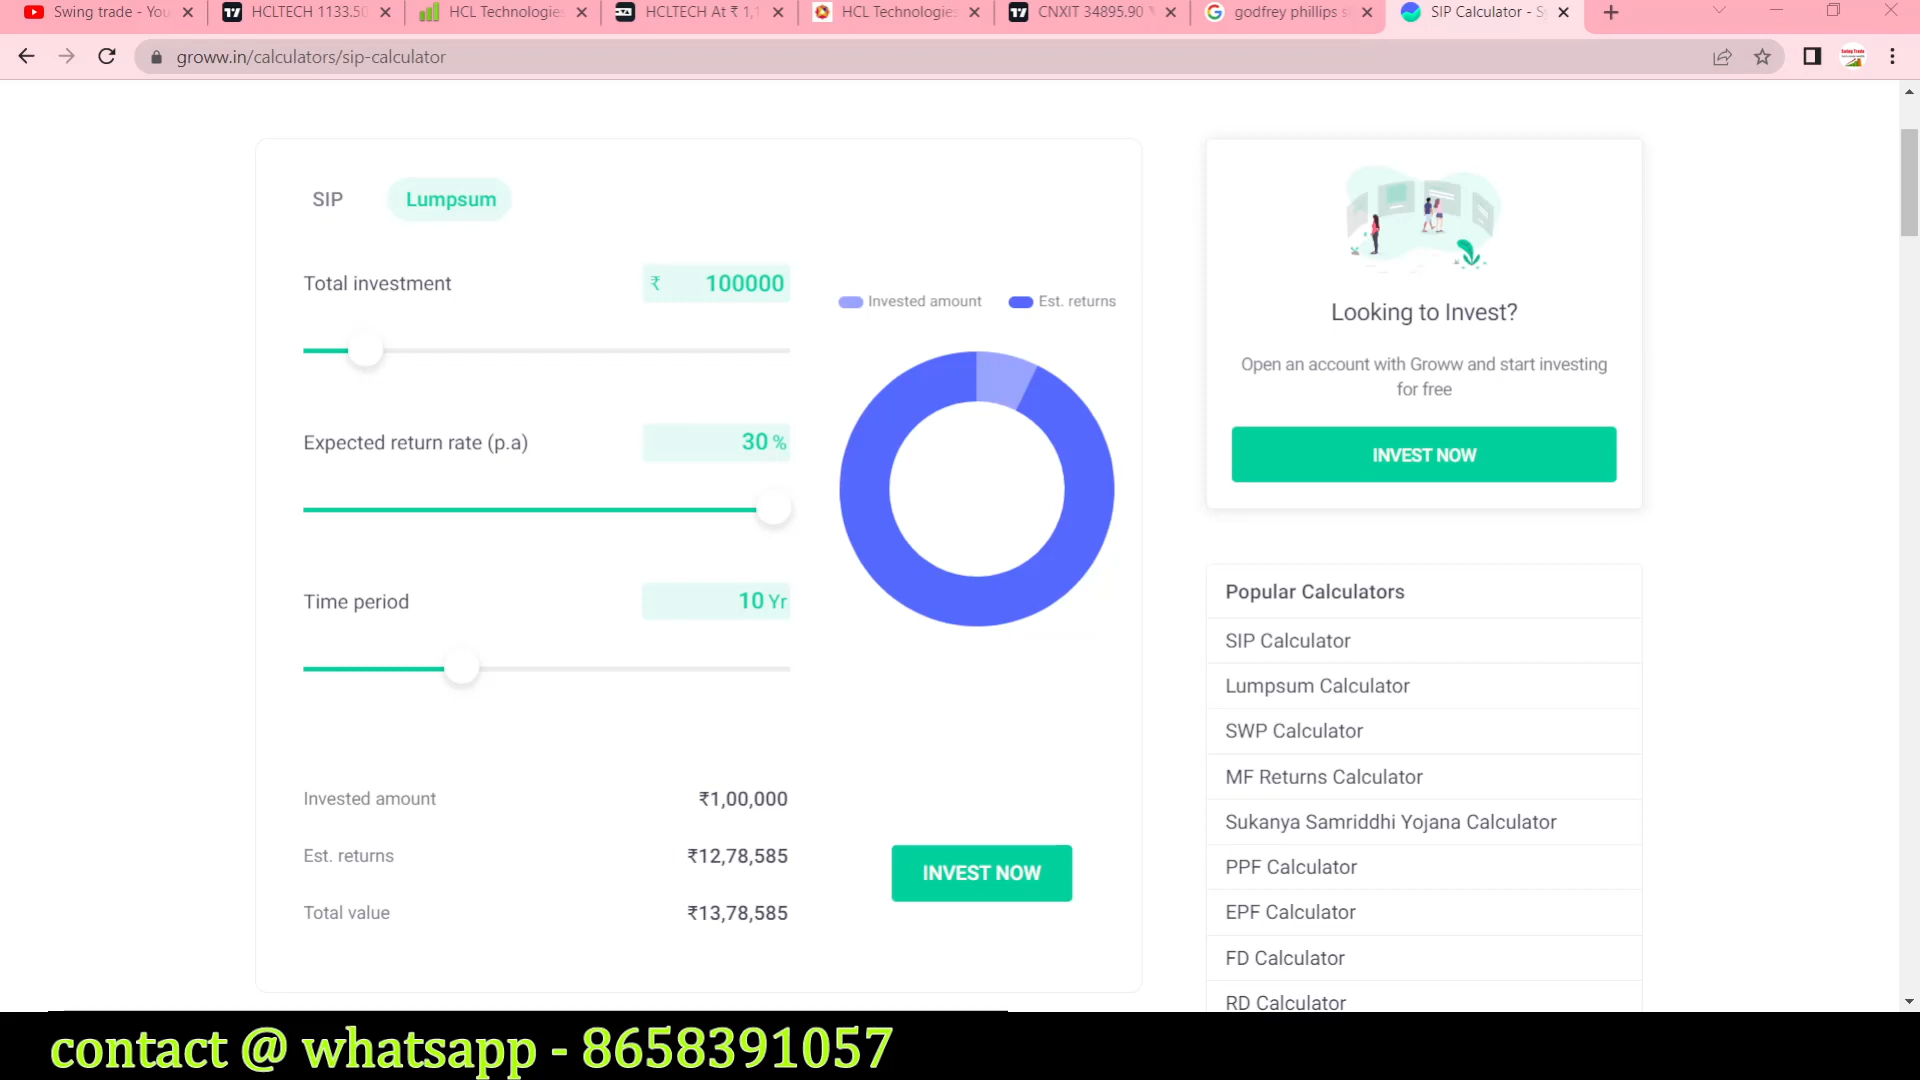 Swing trade - You
HCLTECH 1133.50
HCL Technologies
HCLTECH At ₹ 1,1
HCL Technologies
CNXIT 34895.90
godfrey phillips s
SIP Calculator - Sy
groww.in/calculators/sip-calculator
SIP
Lumpsum
Total investment
₹ 100000
Invested amount
Est. returns
Expected return rate (p.a)
30 %
Time period
10 Yr
Invested amount
₹1,00,000
Est. returns
₹12,78,585
Total value
₹13,78,585
INVEST NOW
Looking to Invest?
Open an account with Groww and start investing
for free
INVEST NOW
Popular Calculators
SIP Calculator
Lumpsum Calculator
SWP Calculator
MF Returns Calculator
Sukanya Samriddhi Yojana Calculator
PPF Calculator
EPF Calculator
FD Calculator
RD Calculator
contact @ whatsapp - 8658391057